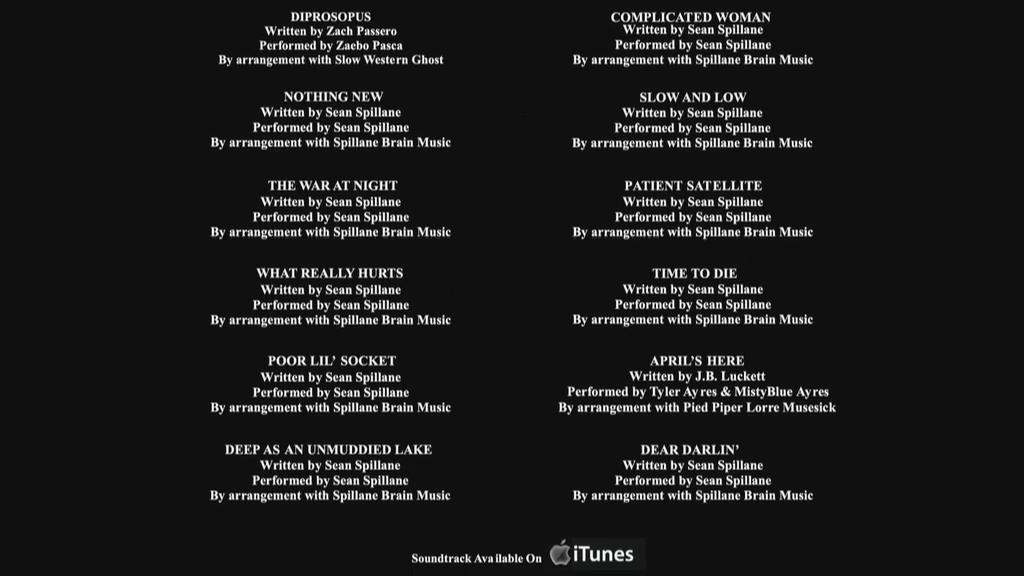 DIPROSOPUS
Written by Zach Passero
Performed by Zaebo Pasca
By arrangement with Slow Western Ghost
NOTHING NEW
Written by Sean Spillane
Performed by Sean Spillane
By arrangement with Spillane Brain Music
THE WAR AT NIGHT
Written by Sean Spillane
Performed by Sean Spillane
By arrangement with Spillane Brain Music
WHAT REALLY HURTS
Written by Sean Spillane
Performed by Sean Spillane
By arrangement with Spillane Brain Music
POOR LIL' SOCKET
Written by Sean Spillane
Performed by Sean Spillane
By arrangement with Spillane Brain Music
DEEP AS AN UNMUDDIED LAKE
Written by Sean Spillane
Performed by Sean Spillane
By arrangement with Spillane Brain Music
COMPLICATED WOMAN
Written by Sean Spillane
Performed by Sean Spillane
By arrangement with Spillane Brain Music
SLOW AND LOW
Written by Sean Spillane
Performed by Sean Spillane
By arrangement with Spillane Brain Music
PATIENT SATELLITE
Written by Sean Spillane
Performed by Sean Spillane
By arrangement with Spillane Brain Music
TIME TO DIE
Written by Sean Spillane
Performed by Sean Spillane
By arrangement with Spillane Brain Music
APRIL'S HERE
Written by J.B. Luckett
Performed by Tyler Ayres & MistyBlue Ayres
By arrangement with Pied Piper Lorre Musesick
DEAR DARLIN'
Written by Sean Spillane
Performed by Sean Spillane
By arrangement with Spillane Brain Music
Soundtrack Available On iTunes